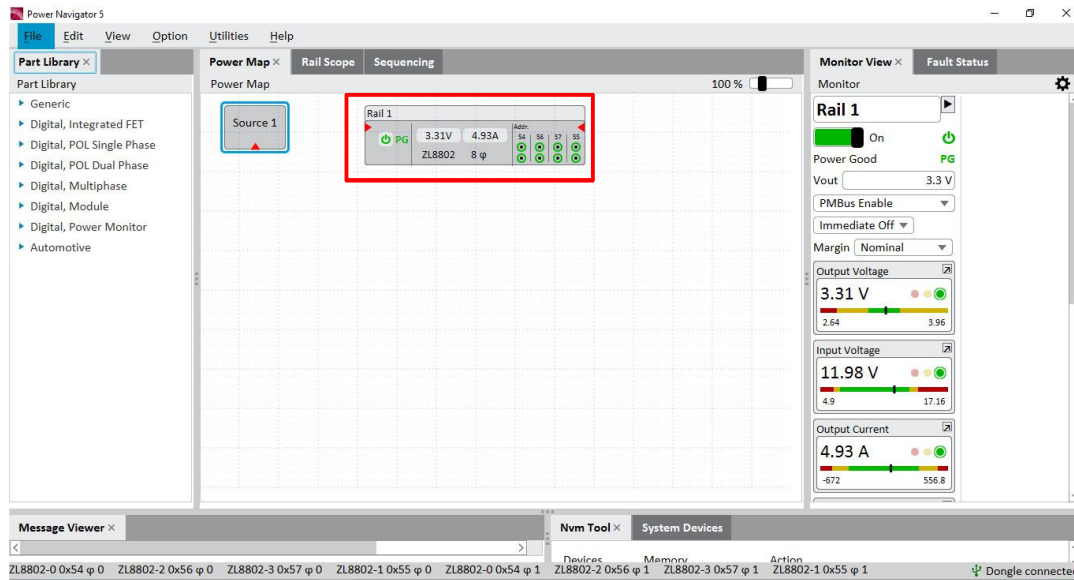 Power Navigator 5
File Edit View Option Utilities Help
Part Library × Power Map × Rail Scope Sequencing Monitor View × Fault Status
Part Library Power Map 100 % Monitor
Generic
Digital, Integrated FET
Digital, POL Single Phase
Digital, POL Dual Phase
Digital, Multiphase
Digital, Module
Digital, Power Monitor
Automotive
Source 1
Rail 1
PG 3.31V 4.93A
ZL8802 8 φ
Addr:
54 56 57 55
Rail 1
On
Power Good PG
Vout 3.3 V
PMBus Enable
Immediate Off
Margin Nominal
Output Voltage
3.31 V
2.64 3.96
Input Voltage
11.98 V
4.9 17.16
Output Current
4.93 A
-672 556.8
Message Viewer × Nvm Tool × System Devices
Devices Memory Action
ZL8802-0 0x54 φ 0 ZL8802-2 0x56 φ 0 ZL8802-3 0x57 φ 0 ZL8802-1 0x55 φ 0 ZL8802-0 0x54 φ 1 ZL8802-2 0x56 φ 1 ZL8802-3 0x57 φ 1 ZL8802-1 0x55 φ 1 Dongle connected